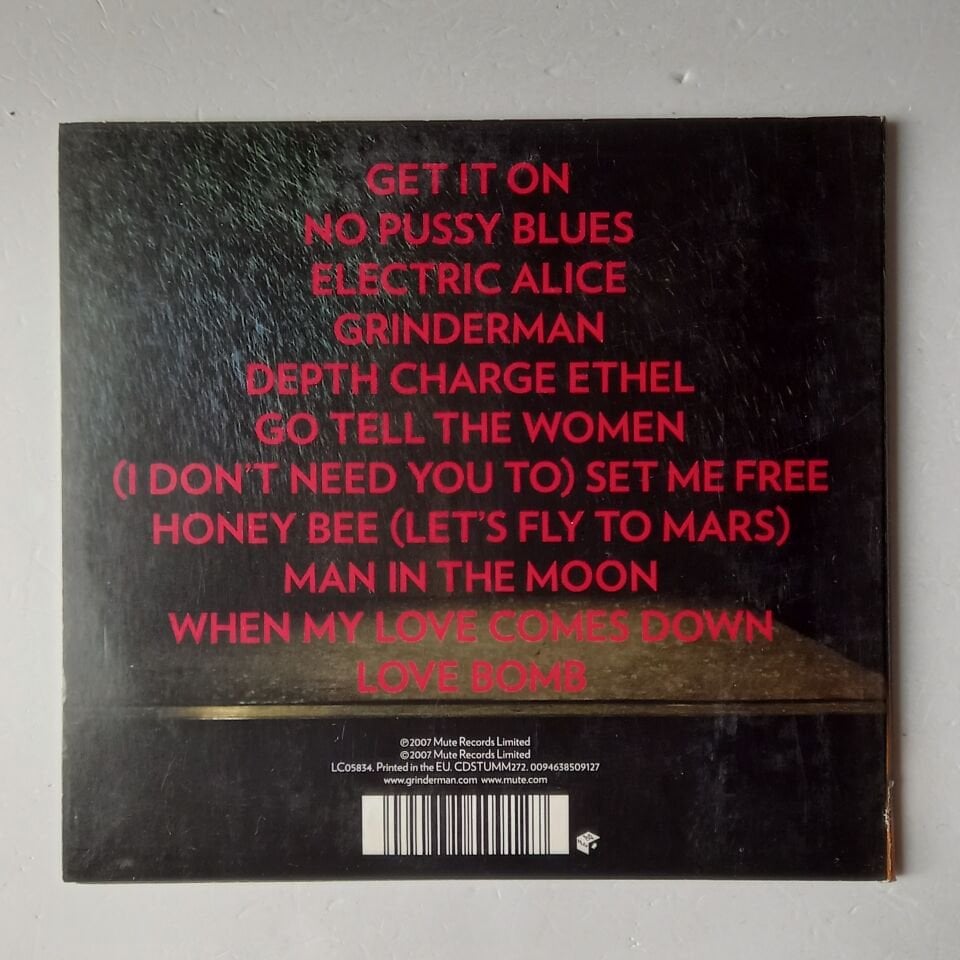 GET IT ON
NO PUSSY BLUES
ELECTRIC ALICE
GRINDERMAN
DEPTH CHARGE ETHEL
GO TELL THE WOMEN
(I DON'T NEED YOU TO) SET ME FREE
HONEY BEE (LET'S FLY TO MARS)
MAN IN THE MOON
WHEN MY LOVE COMES DOWN
LOVE BOMB
℗2007 Mute Records Limited
©2007 Mute Records Limited
LC05834. Printed in the EU. CDSTUMM272. 0094638509127
www.grinderman.com www.mute.com